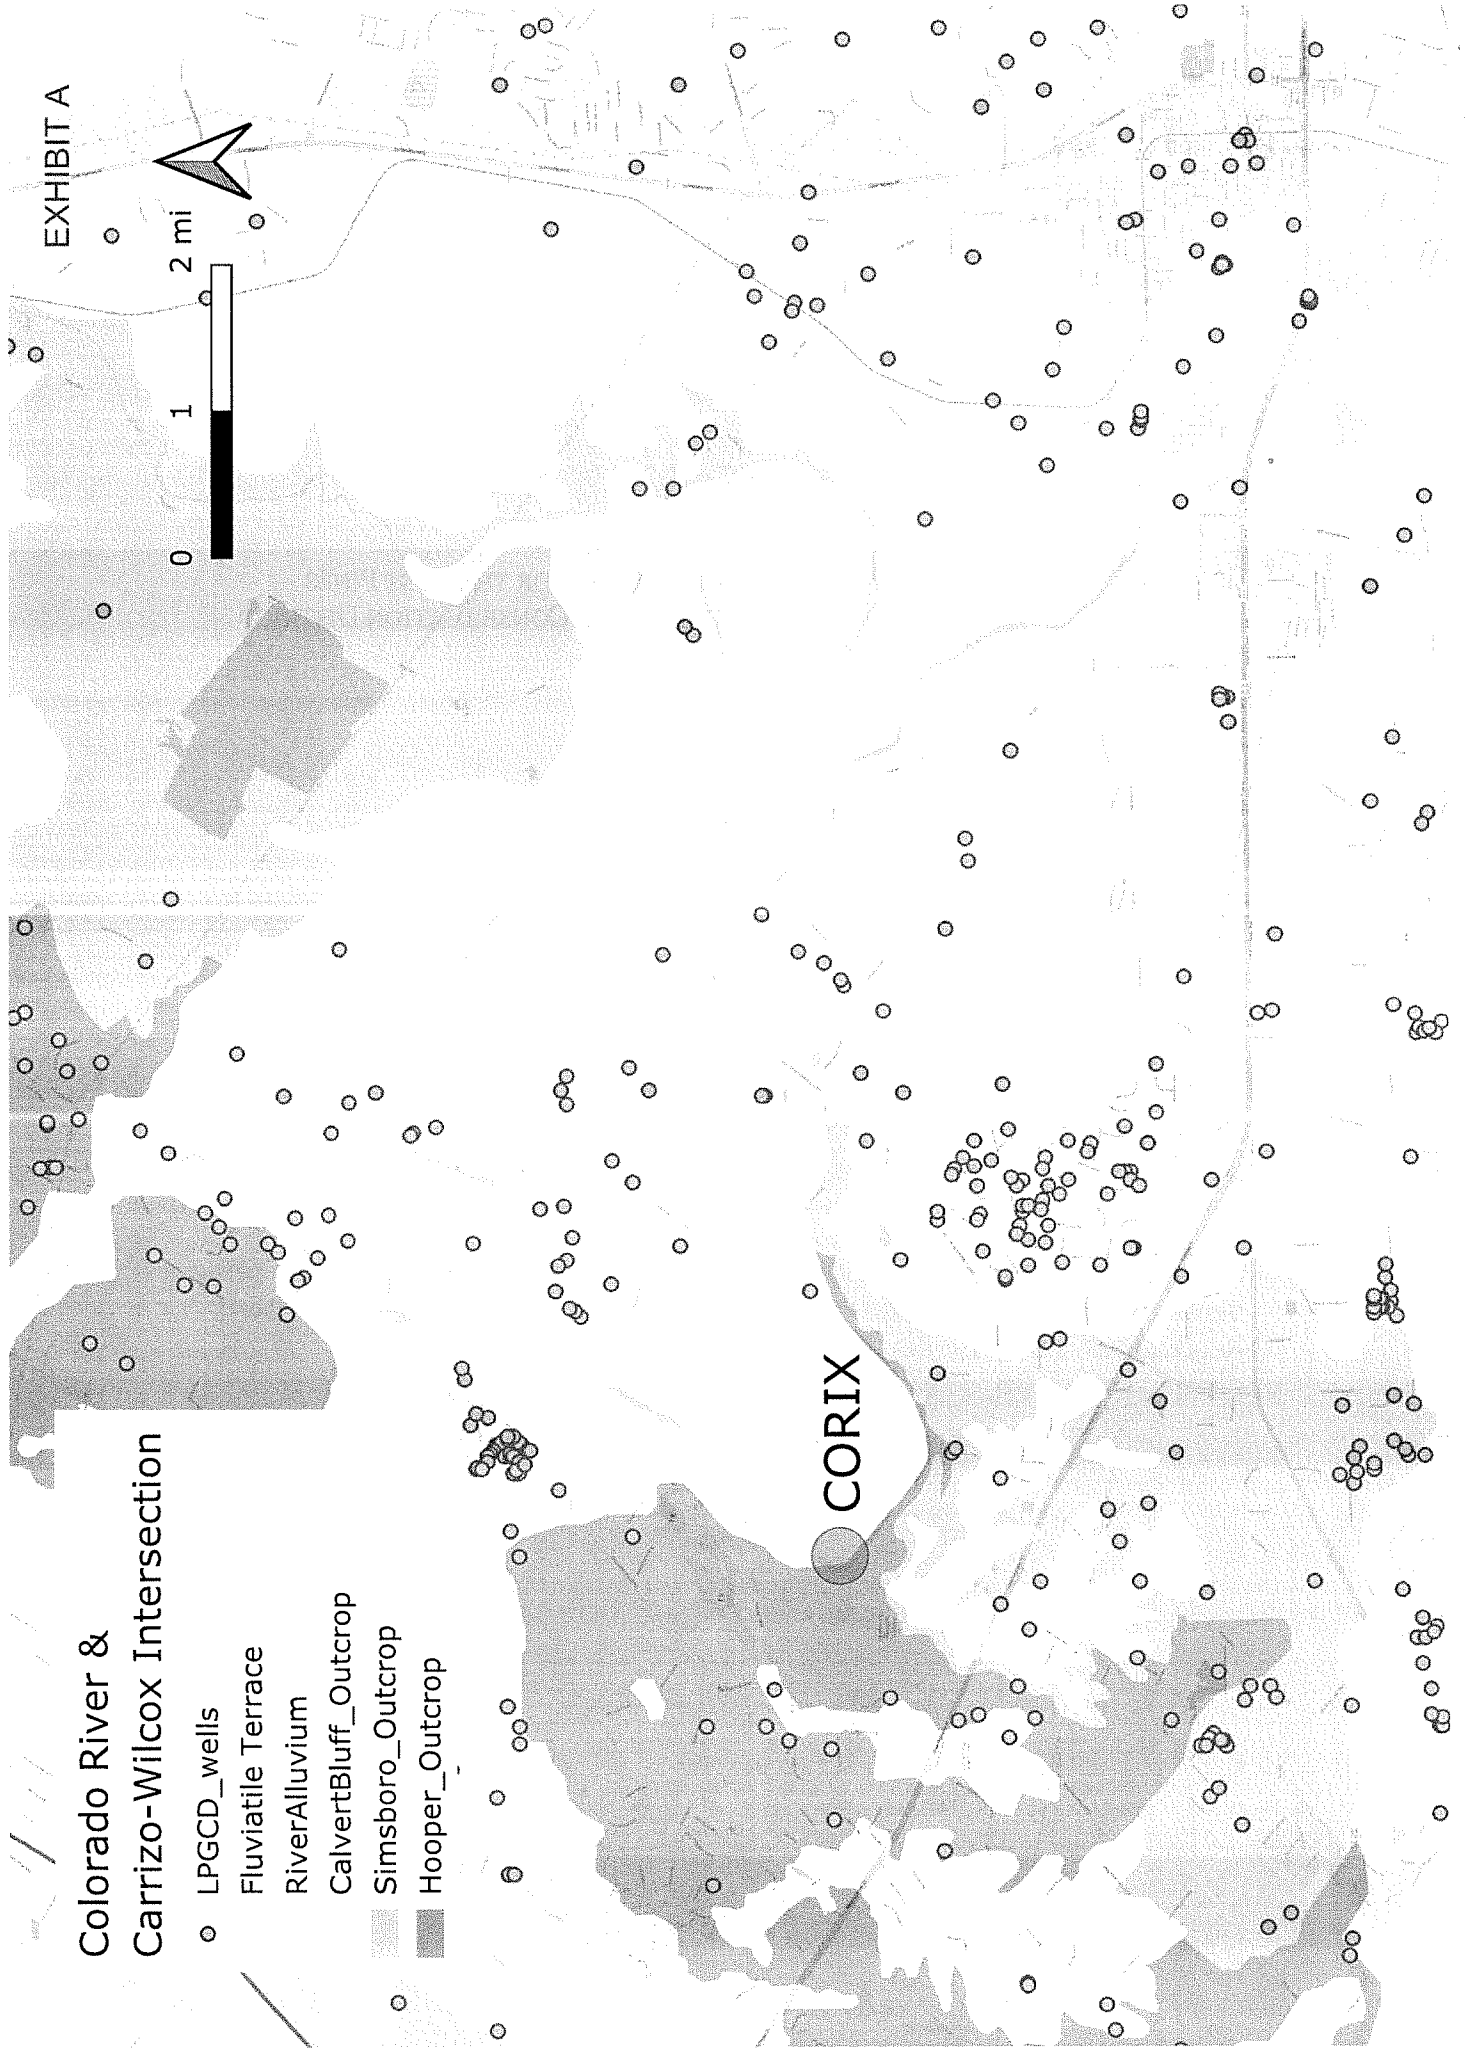 EXHIBIT A
Colorado River &
Carrizo-Wilcox Intersection
LPGCD_wells
Fluviatile Terrace
RiverAlluvium
CalvertBluff_Outcrop
Simsboro_Outcrop
Hooper_Outcrop
0 1 2 mi
CORIX